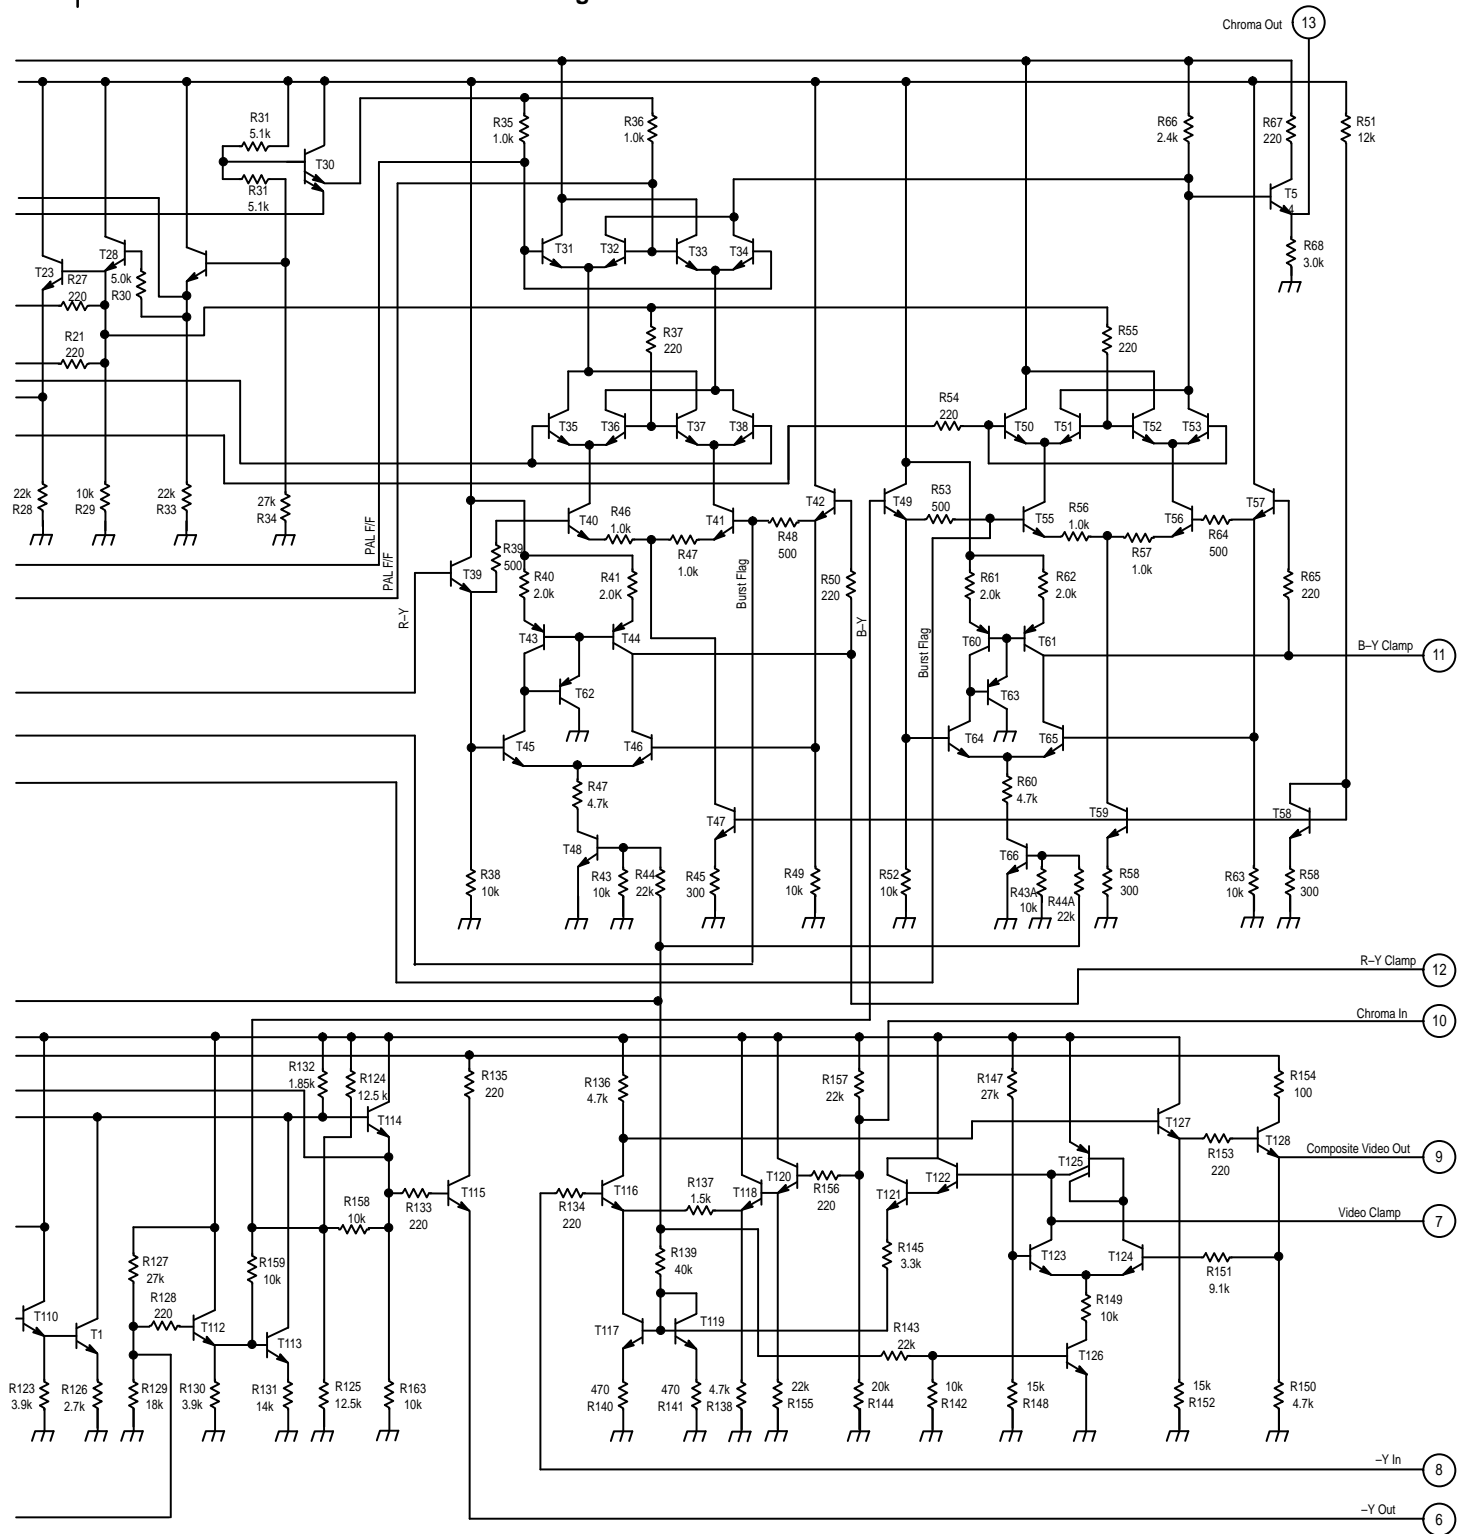 g
Chroma Out 13
R31
5.1k
R35
1.0k
R36
1.0k
R66
2.4k
R67
220
R51
12k
T30
R31
5.1k
T5
4
R68
3.0k
T31
T32
T33
T34
T28
T23
R27
220
5.0k
R30
R21
220
R37
220
R55
220
R54
220
T35
T36
T37
T38
T50
T51
T52
T53
22k
R28
10k
R29
22k
R33
27k
R34
PAL F/F
PAL F/F
R–Y
T39
R39
500
T40
R46
1.0k
T41
R47
1.0k
R48
500
T42
T49
R53
500
T55
R56
1.0k
T56
R57
1.0k
R64
500
T57
R40
2.0k
R41
2.0K
Burst Flag
R50
220
B–Y
Burst Flag
R61
2.0k
R62
2.0k
R65
220
T43
T44
T60
T61
B–Y Clamp 11
T62
T63
T45
T46
T64
T65
R47
4.7k
R60
4.7k
T47
T59
T58
T48
T66
R38
10k
R43
10k
R44
22k
R45
300
R49
10k
R52
10k
R43A
10k
R44A
22k
R58
300
R63
10k
R58
300
R–Y Clamp 12
Chroma In 10
R132
1.85k
R124
12.5 k
R135
220
R136
4.7k
R157
22k
R147
27k
R154
100
T114
T127
R153
220
T128
Composite Video Out 9
R158
10k
R133
220
T115
R134
220
T116
R137
1.5k
T118
T120
R156
220
T121
T122
T125
Video Clamp 7
R127
27k
R159
10k
R139
40k
R145
3.3k
T123
T124
R151
9.1k
R128
220
R149
10k
T110
T1
T112
T113
T117
T119
R143
22k
T126
R123
3.9k
R126
2.7k
R129
18k
R130
3.9k
R131
14k
R125
12.5k
R163
10k
470
R140
470
R141
4.7k
R138
22k
R155
20k
R144
10k
R142
15k
R148
15k
R152
R150
4.7k
–Y In 8
–Y Out 6